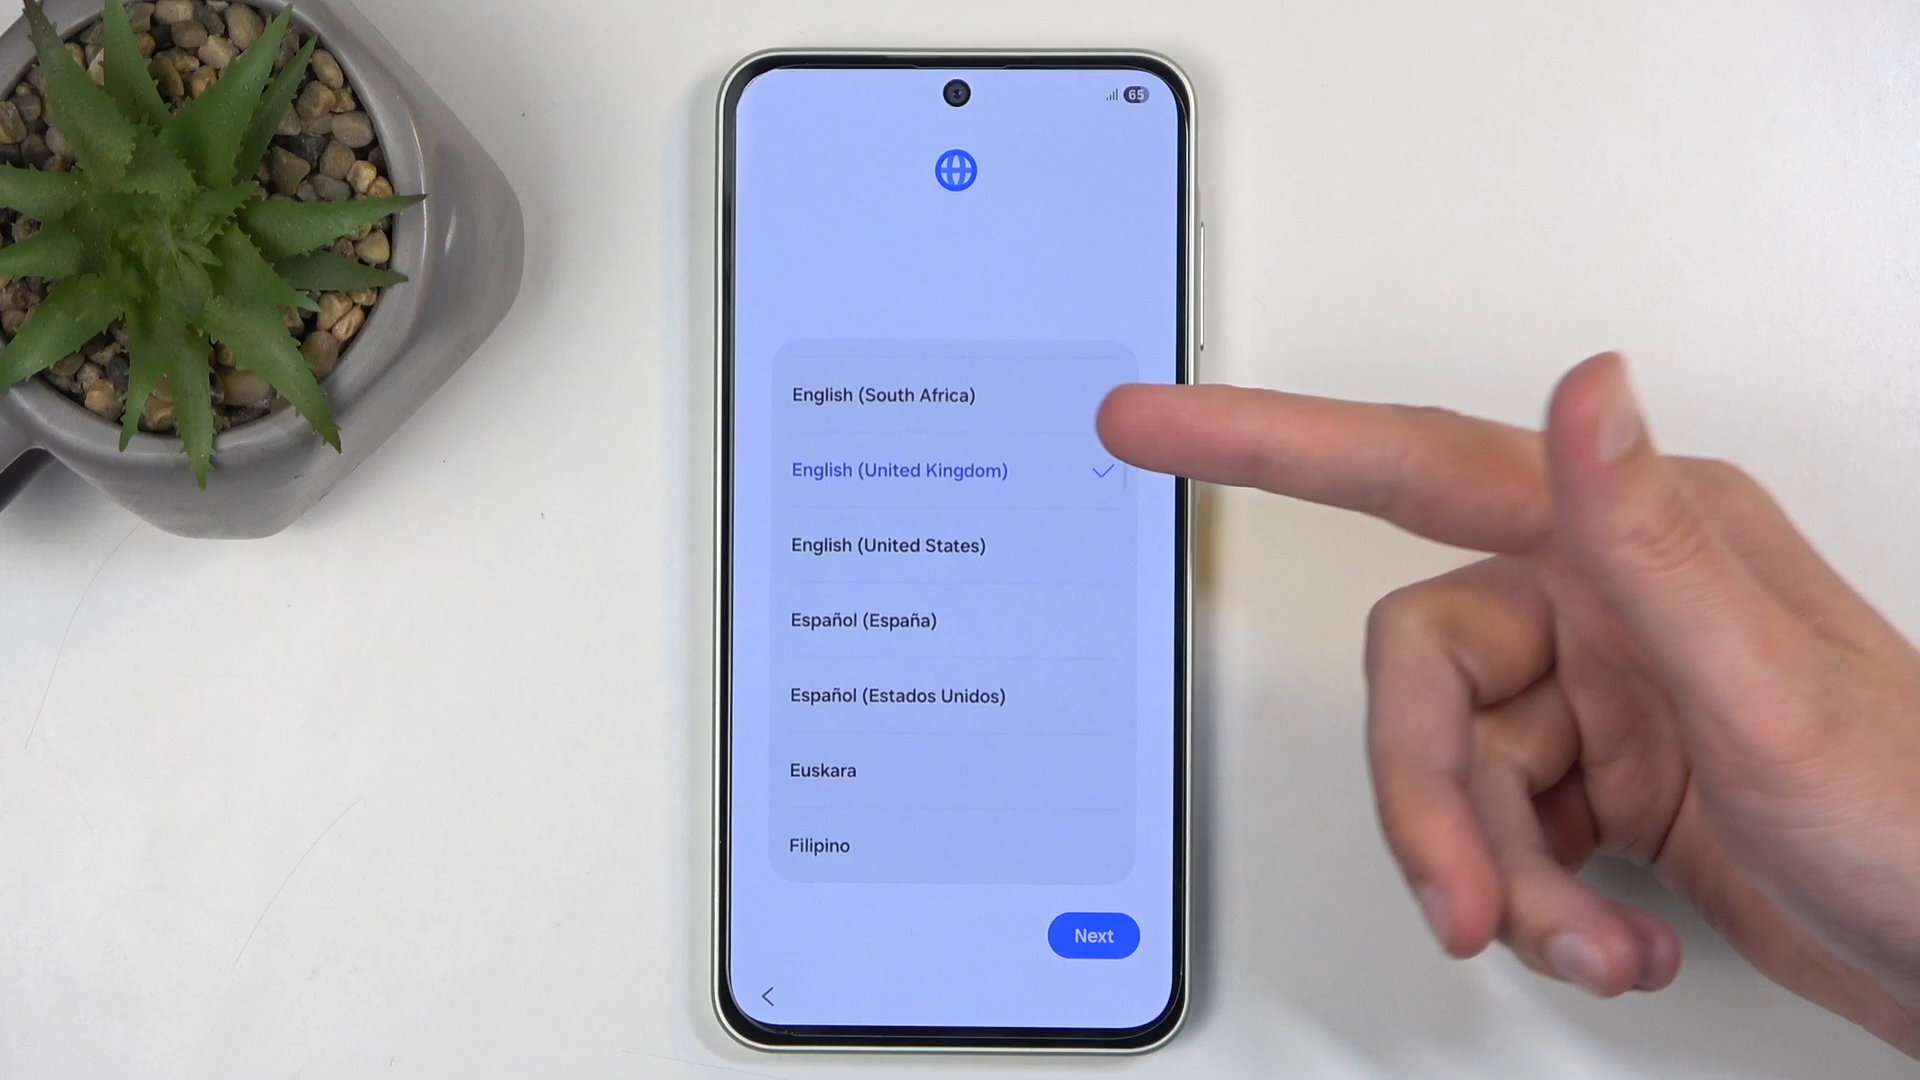 65
English (South Africa)
English (United Kingdom)
English (United States)
Español (España)
Español (Estados Unidos)
Euskara
Filipino
Next